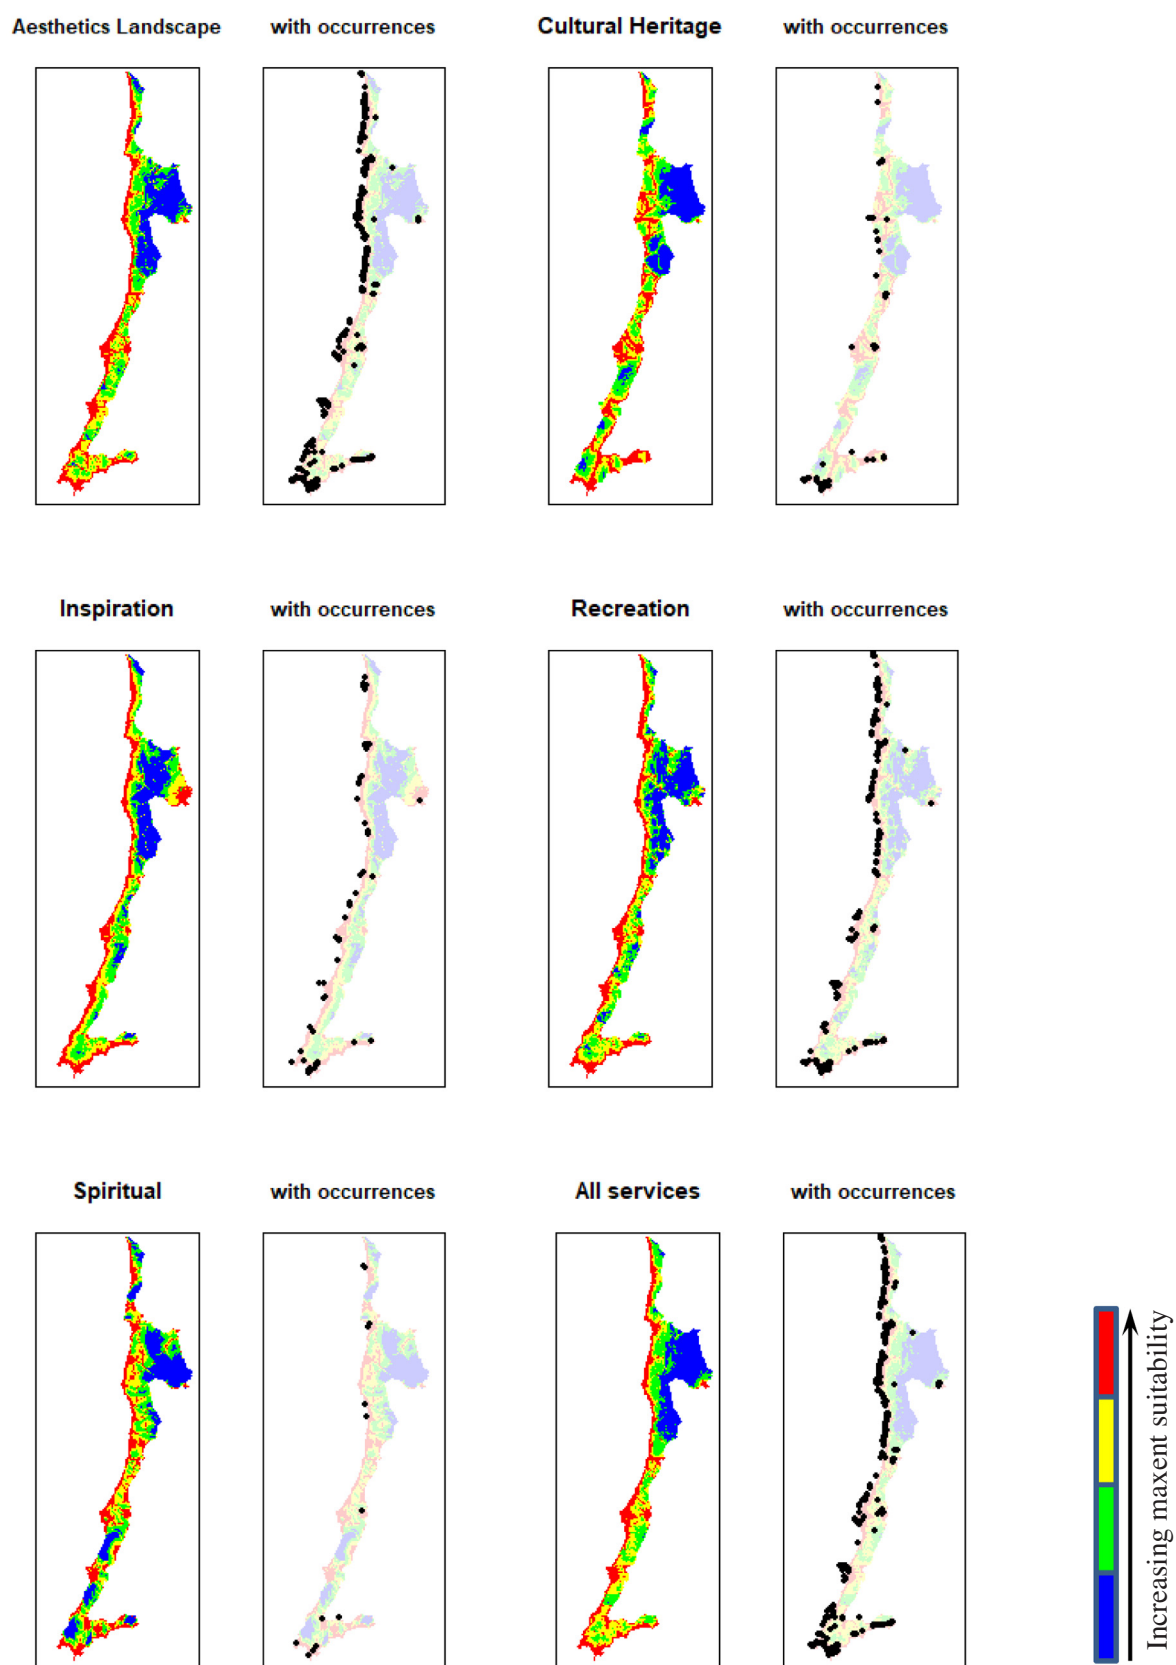 Aesthetics Landscape with occurrences Cultural Heritage with occurrences
Inspiration with occurrences Recreation with occurrences
Spiritual with occurrences All services with occurrences
Increasing maxent suitability